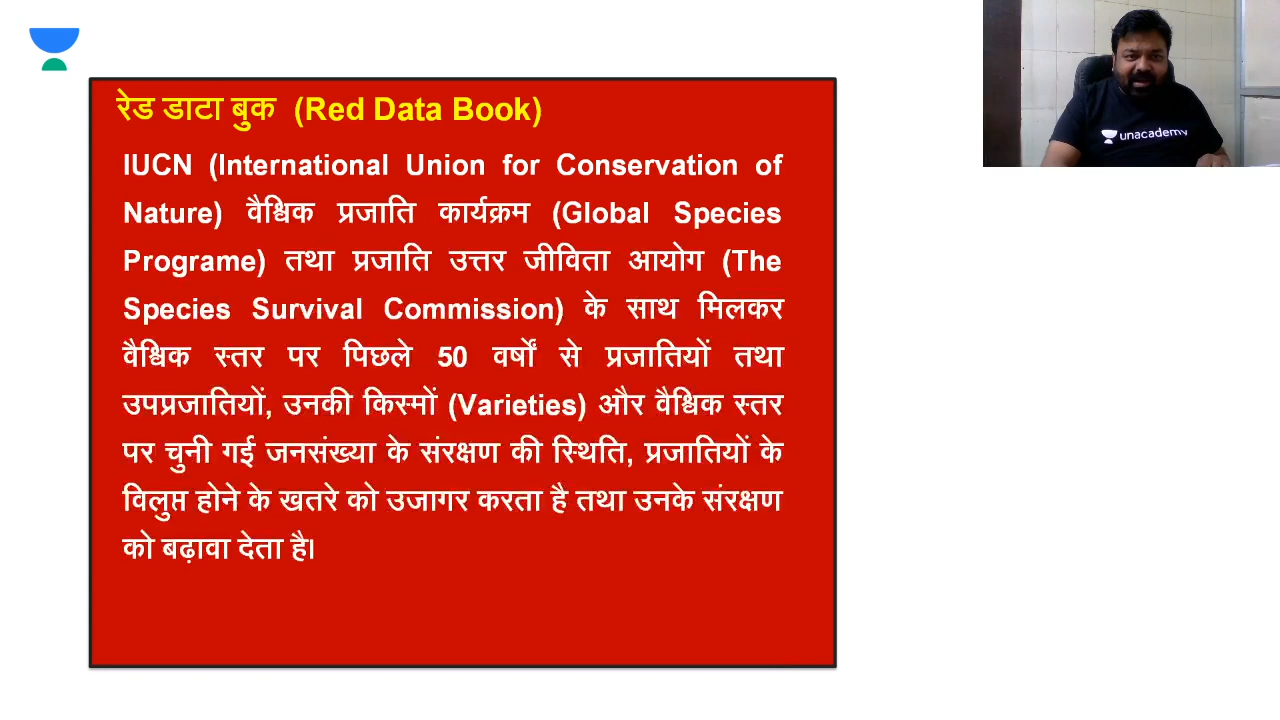 रेड डाटा बुक (Red Data Book)
IUCN (International Union for Conservation of
Nature) वैश्विक प्रजाति कार्यक्रम (Global Species
Programe) तथा प्रजाति उत्तर जीविता आयोग (The
Species Survival Commission) के साथ मिलकर
वैश्विक स्तर पर पिछले 50 वर्षों से प्रजातियों तथा
उपप्रजातियों, उनकी किस्मों (Varieties) और वैश्विक स्तर
पर चुनी गई जनसंख्या के संरक्षण की स्थिति, प्रजातियों के
विलुप्त होने के खतरे को उजागर करता है तथा उनके संरक्षण
को बढ़ावा देता है।
unacademy